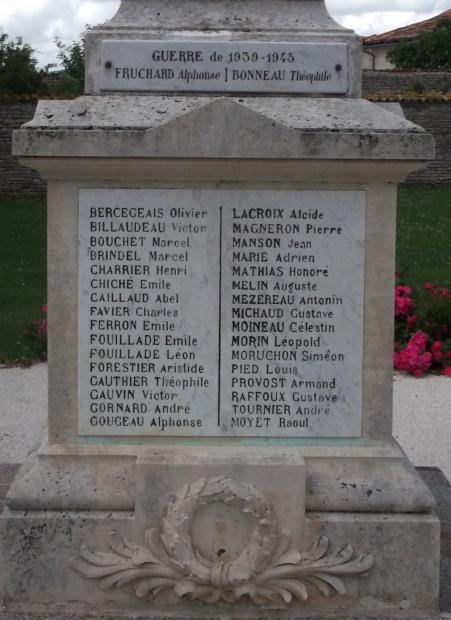 GUERRE de 1939-1945
FRUCHARD Alphonse | BONNEAU Théophile
BERCEGEAIS Olivier
BILLAUDEAU Victor
BOUCHET Marcel
BRINDEL Marcel
CHARRIER Henri
CHICHÉ Emile
CAILLAUD Abel
FAVIER Charles
FERRON Emile
FOUILLADE Emile
FOUILLADE Léon
FORESTIER Aristide
GAUTHIER Théophile
GAUVIN Victor
GORNARD André
GOUGEAU Alphonse
LACROIX Alcide
MAGNERON Pierre
MANSON Jean
MARIE Adrien
MATHIAS Honoré
MELIN Auguste
MEZEREAU Antonin
MICHAUD Gustave
MOINEAU Célestin
MORIN Léopold
MORUCHON Siméon
PIED Louis
PROVOST Armand
RAFFOUX Gustave
TOURNIER André
MOYET Raoul